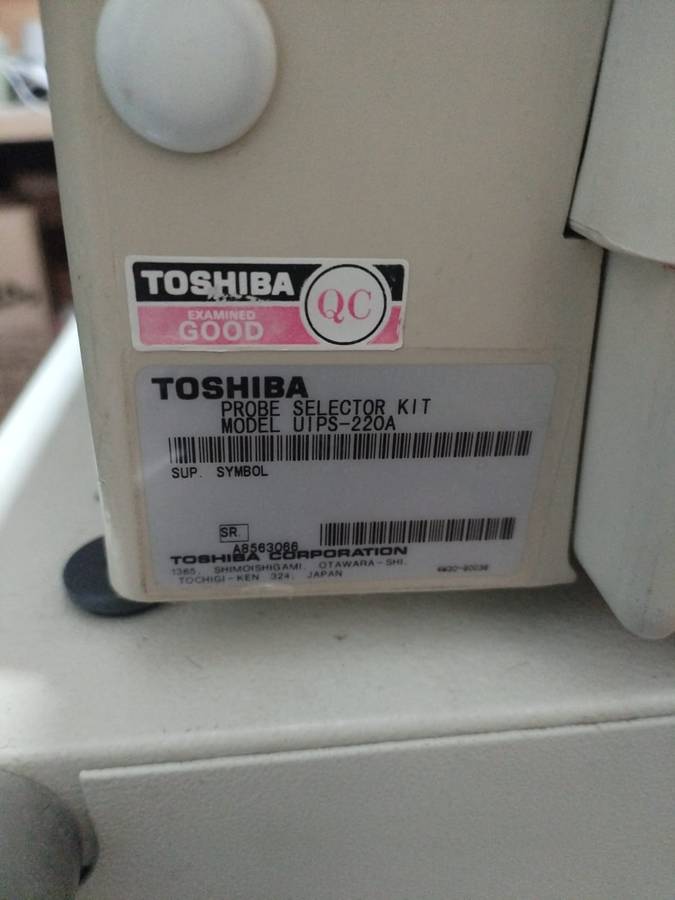 TOSHIBA
EXAMINED
GOOD
QC
TOSHIBA
PROBE SELECTOR KIT
MODEL UIPS-220A
SUP. SYMBOL
SR.
A8563066
TOSHIBA CORPORATION
1385, SHIMOISHIGAMI, OTAWARA-SHI,
TOCHIGI-KEN 324, JAPAN